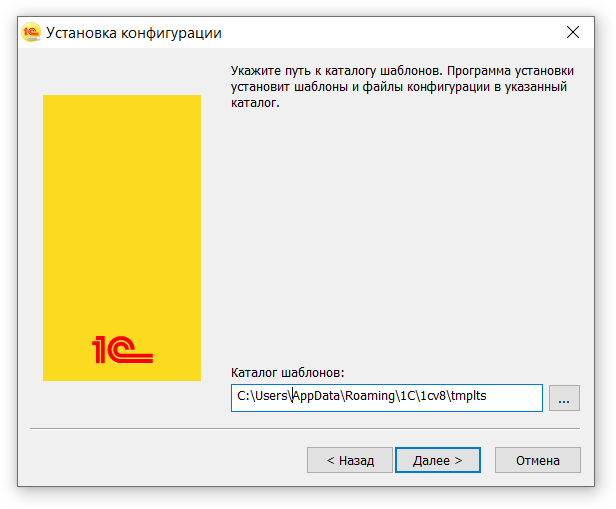 1С Установка конфигурации
Укажите путь к каталогу шаблонов. Программа установки
установит шаблоны и файлы конфигурации в указанный
каталог.
1С
Каталог шаблонов:
C:\Users\AppData\Roaming\1C\1cv8\tmplts
...
< Назад
Далее >
Отмена